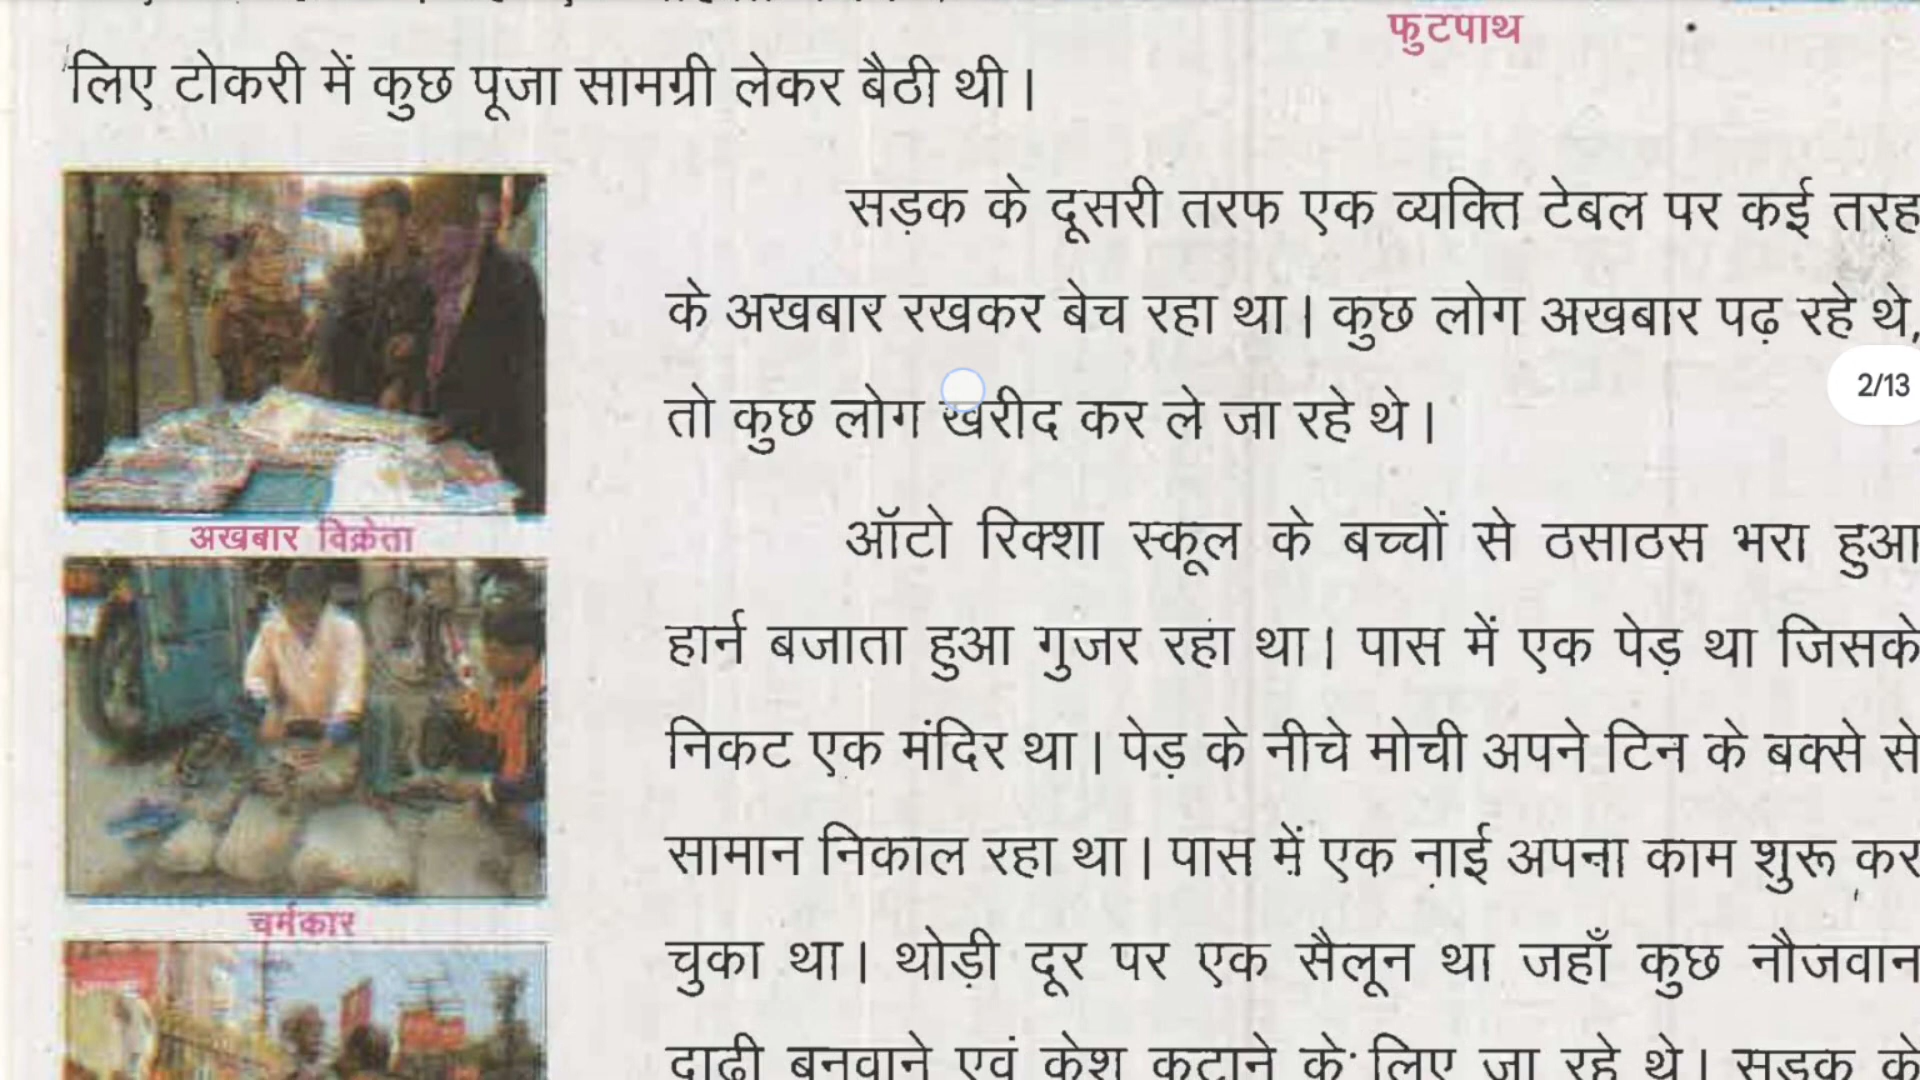 फुटपाथ
लिए टोकरी में कुछ पूजा सामग्री लेकर बैठी थी।
सड़क के दूसरी तरफ एक व्यक्ति टेबल पर कई तरह
के अखबार रखकर बेच रहा था। कुछ लोग अखबार पढ़ रहे थे,
2/13
तो कुछ लोग खरीद कर ले जा रहे थे।
अखबार विक्रेता
ऑटो रिक्शा स्कूल के बच्चों से ठसाठस भरा हुआ
हार्न बजाता हुआ गुजर रहा था। पास में एक पेड़ था जिसके
निकट एक मंदिर था। पेड़ के नीचे मोची अपने टिन के बक्से से
सामान निकाल रहा था। पास में एक नाई अपना काम शुरू कर
चर्मकार
चुका था। थोड़ी दूर पर एक सैलून था जहाँ कुछ नौजवान
दाढ़ी बनवाने एवं केश कटाने के लिए जा रहे थे। सड़क के